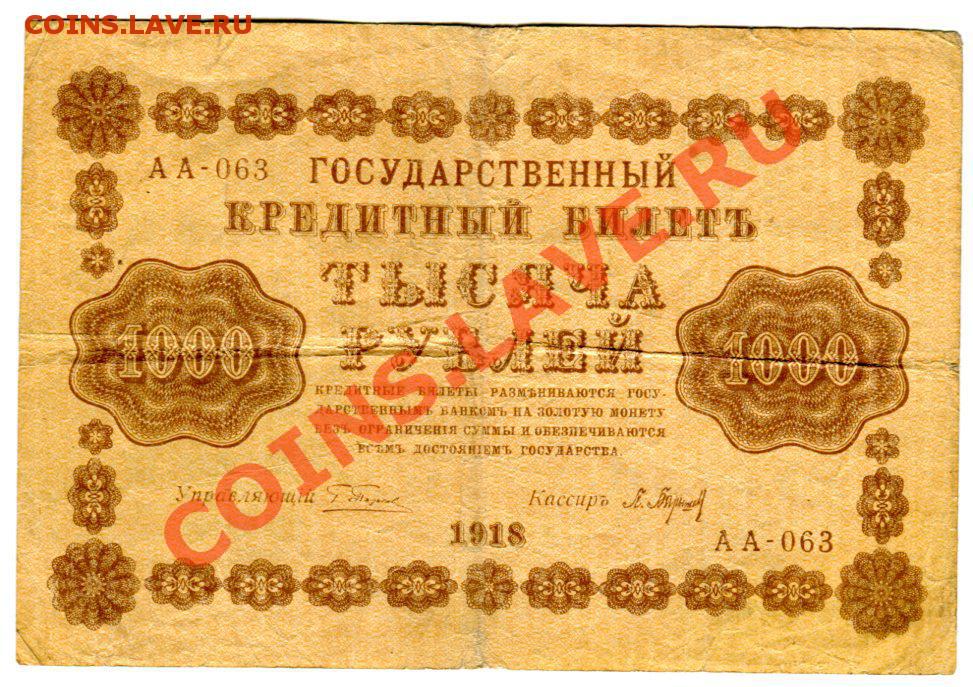 COINS.LAVE.RU
АА-063 ГОСУДАРСТВЕННЫЙ
КРЕДИТНЫЙ БИЛЕТЪ
ТЫСЯЧА
РУБЛЕЙ
1000 1000
КРЕДИТНЫЕ БИЛЕТЫ РАЗМѢНИВАЮТСЯ ГОСУ-
ДАРСТВЕННЫМЪ БАНКОМЪ НА ЗОЛОТУЮ МОНЕТУ
БЕЗЪ ОГРАНИЧЕНІЯ СУММЫ И ОБЕЗПЕЧИВАЮТСЯ
ВСѢМЪ ДОСТОЯНІЕМЪ ГОСУДАРСТВА.
Управляющій Кассиръ
1918
АА-063
COINS.LAVE.RU